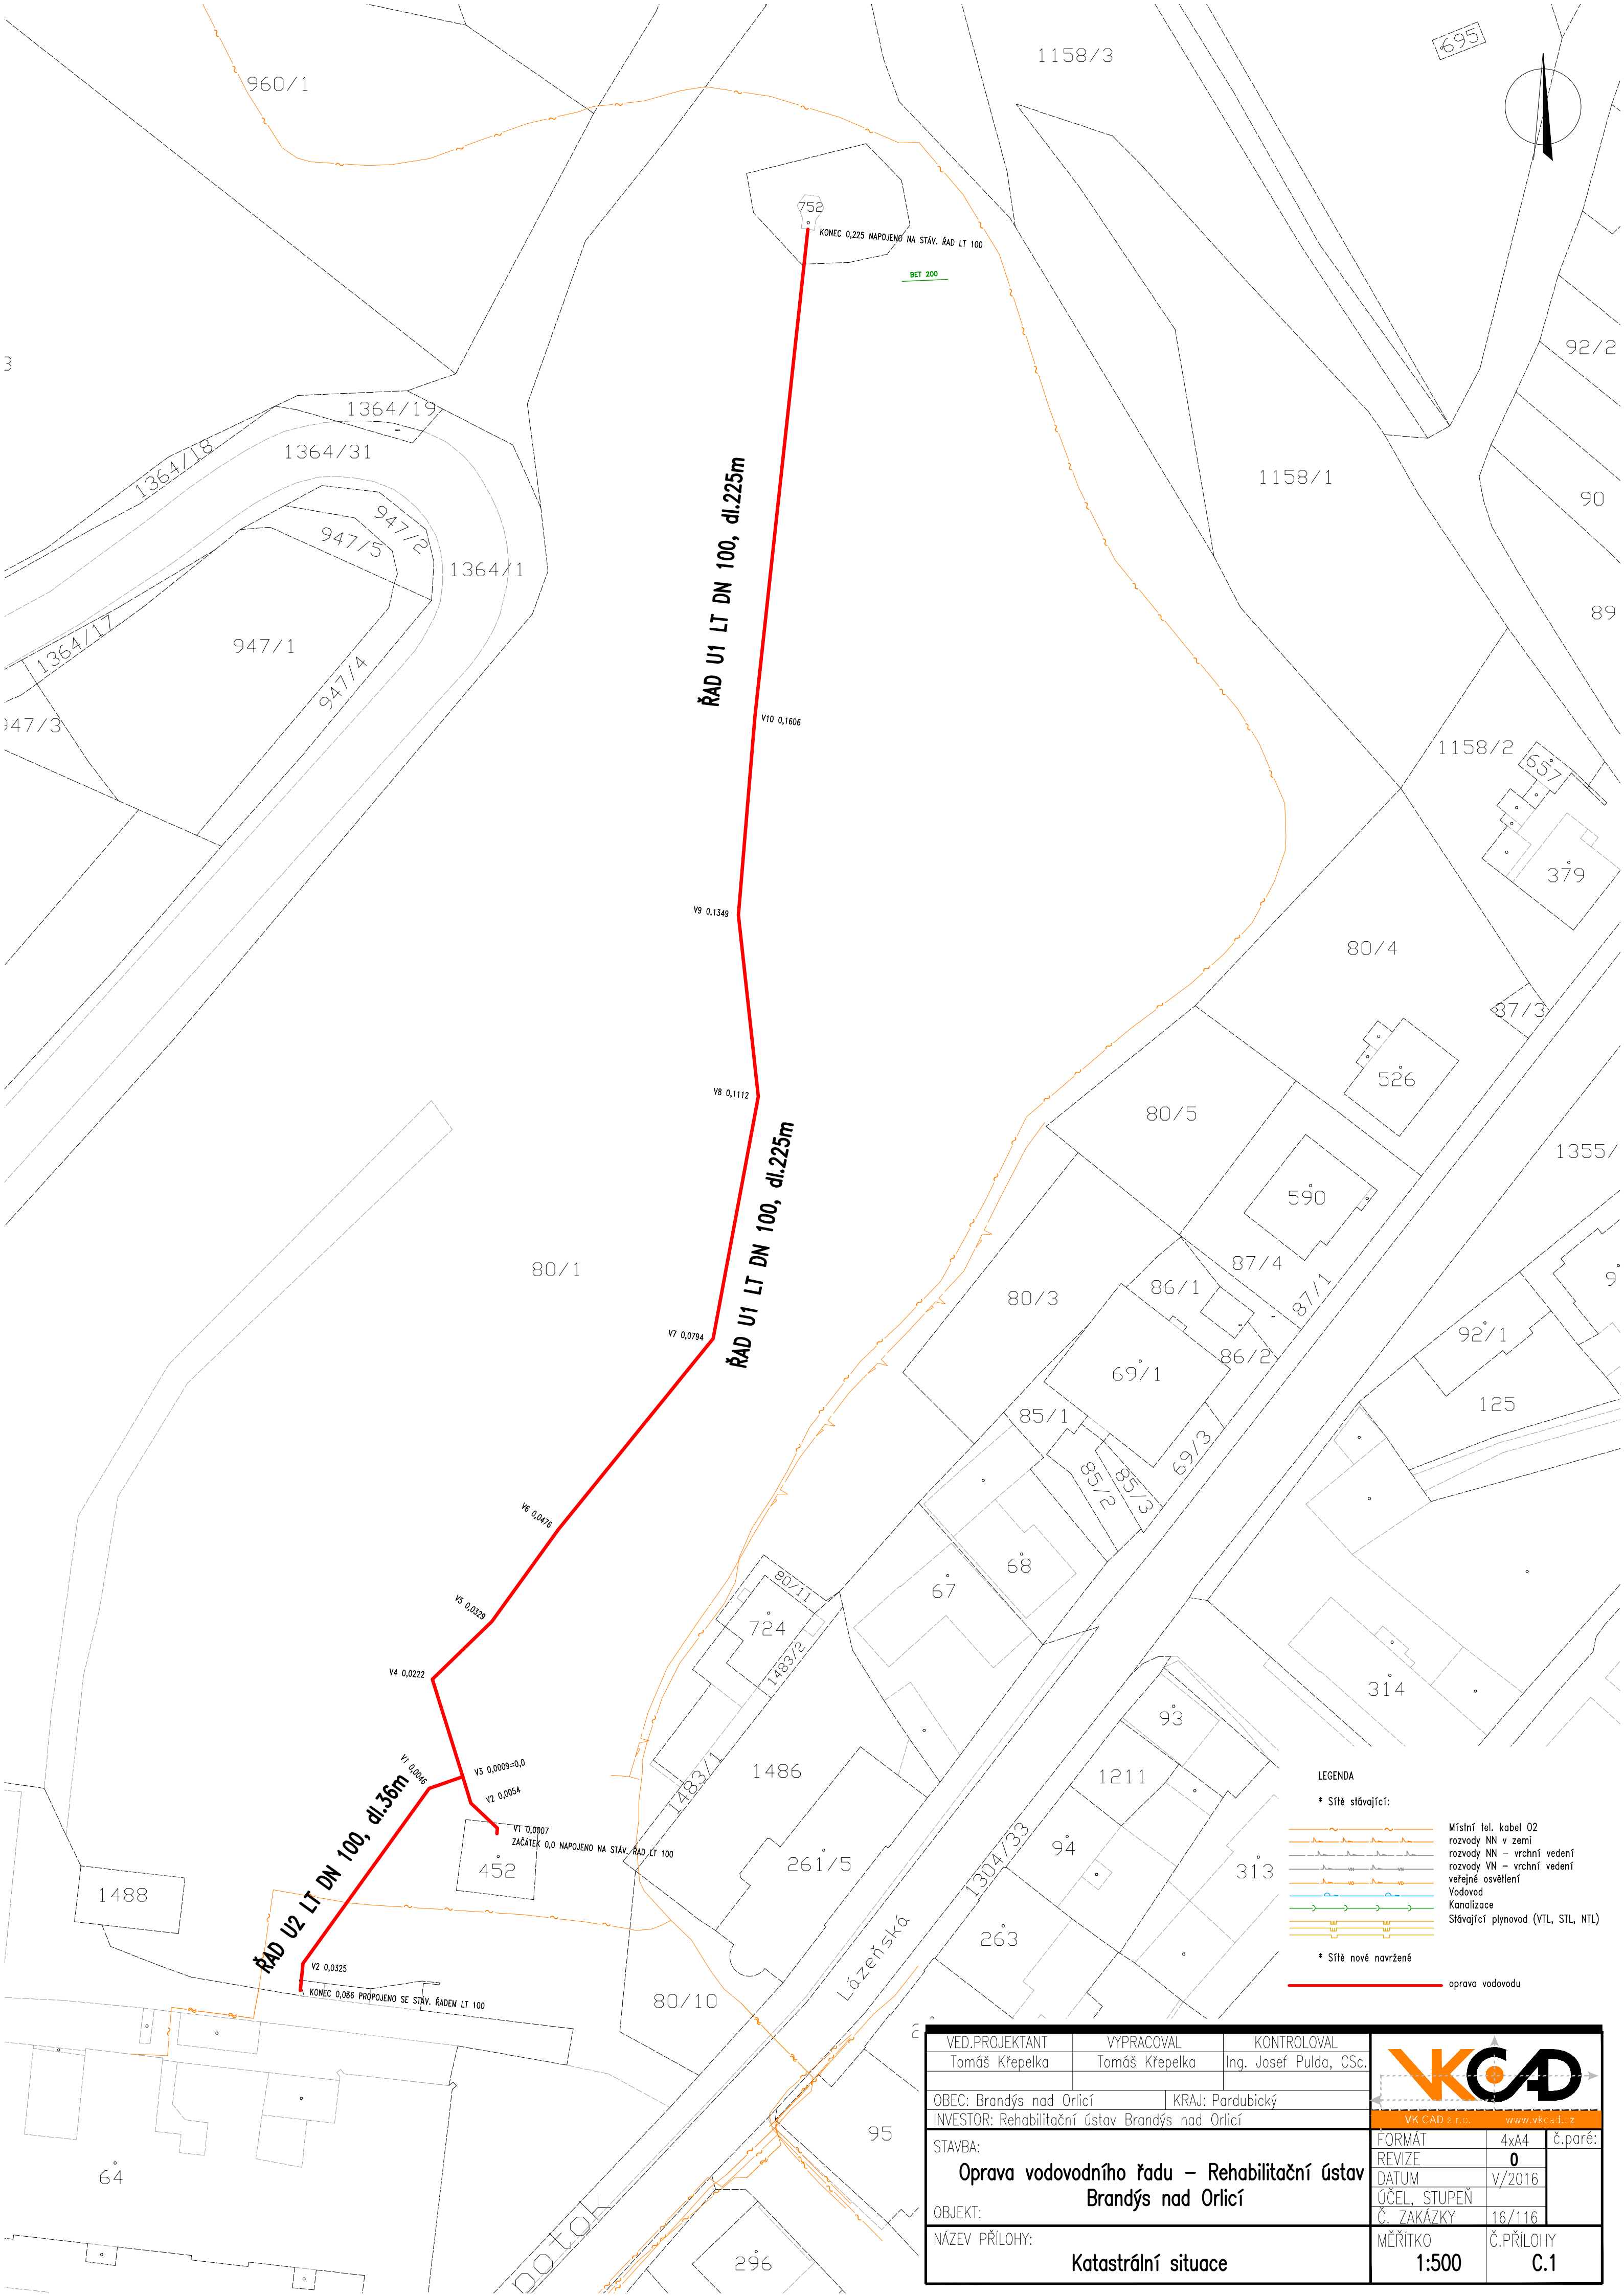 960/1
1158/3
695
752
KONEC 0,225 NAPOJENO NA STÁV. ŘAD LT 100
BET 200
92/2
3
1364/19
1364/18
1364/31
1158/1
90
947/2
947/5
1364/1
ŘAD U1 LT DN 100, dl.225m
89
1364/17
947/1
947/4
947/3
V10 0,1606
1158/2
657
379
V9 0,1349
80/4
87/3
526
V8 0,1112
80/5
1355/
590
80/1
87/4
86/1
87/1
80/3
9
ŘAD U1 LT DN 100, dl.225m
V7 0,0794
92/1
86/2
69/1
125
85/1
69/3
85/2
85/3
V6 0,0476
68
67
80/11
V5 0,0329
724
1483/2
V4 0,0222
314
93
V1 0,0046
V3 0,0009=0,0
1483/1
1486
1211
V2 0,0054
V1 0,0007
ZAČÁTEK 0,0 NAPOJENO NA STÁV. ŘAD LT 100
ŘAD U2 LT DN 100, dl.36m
452
1488
261/5
94
1304/33
313
263
Lázeňská
V2 0,0325
KONEC 0,086 PROPOJENO SE STÁV. ŘADEM LT 100
80/10
2
95
64
potok
296
LEGENDA
* Sítě stávající:
Místní tel. kabel O2
rozvody NN v zemi
rozvody NN – vrchní vedení
rozvody VN – vrchní vedení
veřejné osvětlení
Vodovod
Kanalizace
Stávající plynovod (VTL, STL, NTL)
* Sítě nově navržené
oprava vodovodu
VED.PROJEKTANT VYPRACOVAL KONTROLOVAL
Tomáš Křepelka Tomáš Křepelka Ing. Josef Pulda, CSc.
OBEC: Brandýs nad Orlicí KRAJ: Pardubický
INVESTOR: Rehabilitační ústav Brandýs nad Orlicí
VKCAD
VK CAD s.r.o. www.vkcad.cz
STAVBA:
Oprava vodovodního řadu – Rehabilitační ústav
Brandýs nad Orlicí
OBJEKT:
FORMÁT 4xA4 č.paré:
REVIZE 0
DATUM V/2016
ÚČEL, STUPEŇ
Č. ZAKÁZKY 16/116
NÁZEV PŘÍLOHY:
Katastrální situace
MĚŘÍTKO
1:500
Č.PŘÍLOHY
C.1